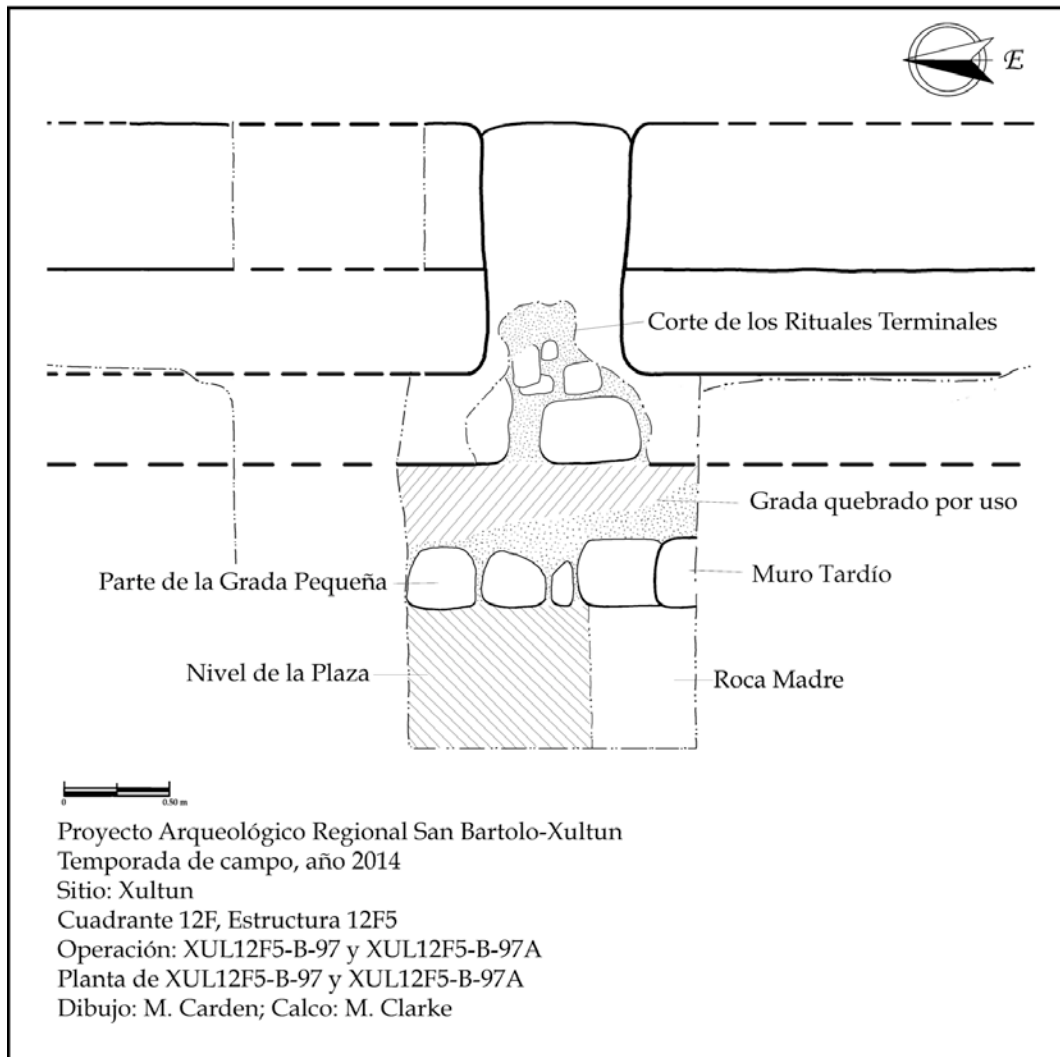 E
Corte de los Rituales Terminales
Grada quebrado por uso
Parte de la Grada Pequeña
Muro Tardío
Nivel de la Plaza
Roca Madre
0 0.50 m
Proyecto Arqueológico Regional San Bartolo-Xultun
Temporada de campo, año 2014
Sitio: Xultun
Cuadrante 12F, Estructura 12F5
Operación: XUL12F5-B-97 y XUL12F5-B-97A
Planta de XUL12F5-B-97 y XUL12F5-B-97A
Dibujo: M. Carden; Calco: M. Clarke